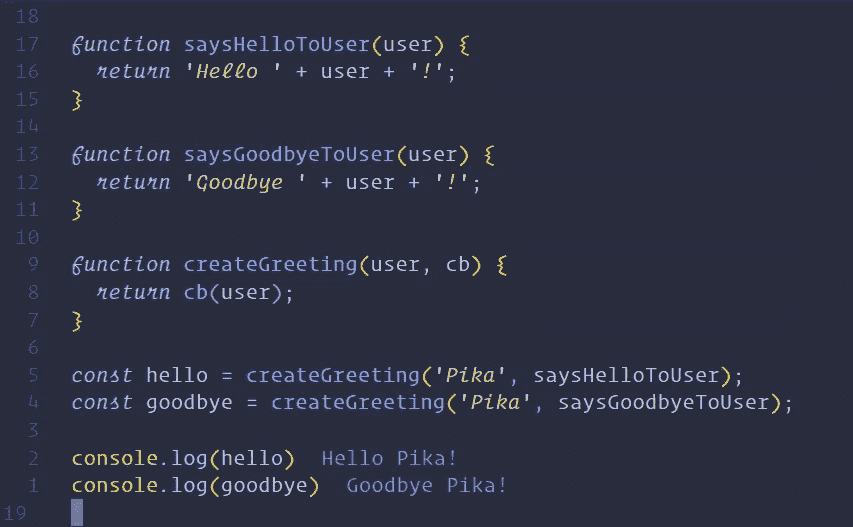 18
17 function saysHelloToUser(user) {
16 return 'Hello ' + user + '!';
15 }
14
13 function saysGoodbyeToUser(user) {
12 return 'Goodbye ' + user + '!';
11 }
10
9 function createGreeting(user, cb) {
8 return cb(user);
7 }
6
5 const hello = createGreeting('Pika', saysHelloToUser);
4 const goodbye = createGreeting('Pika', saysGoodbyeToUser);
3
2 console.log(hello) Hello Pika!
1 console.log(goodbye) Goodbye Pika!
19